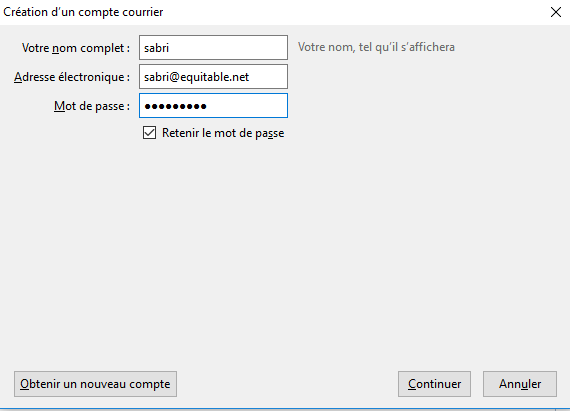 Création d'un compte courrier
Votre nom complet : sabri Votre nom, tel qu'il s'affichera
Adresse électronique : sabri@equitable.net
Mot de passe : ●●●●●●●●●
Retenir le mot de passe
Obtenir un nouveau compte Continuer Annuler